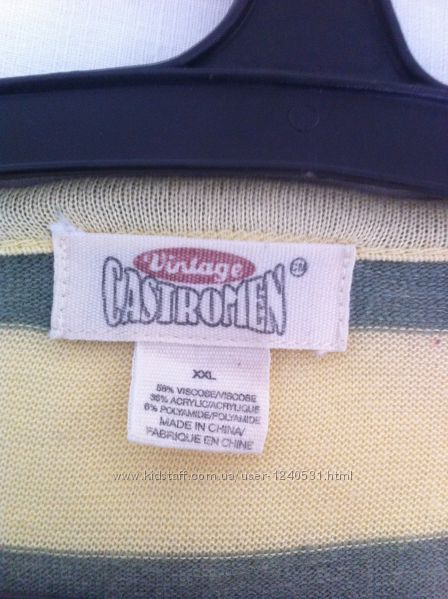 Vintage
CASTROMEN CM
XXL
58% VISCOSE/VISCOSE
36% ACRYLIC/ACRYLIQUE
6% POLYAMIDE/POLYAMIDE
MADE IN CHINA/
FABRIQUE EN CHINE
www.kidstaff.com.ua/user-1240531.html